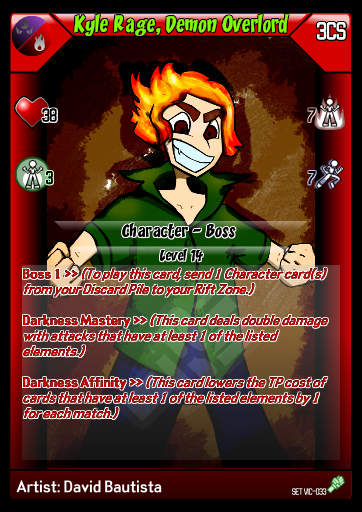 Kyle Rage, Demon Overlord
3CS
38
7
3
7
Character - Boss
Level 14
Boss 1 >> (To play this card, send 1 Character card(s)
from your Discard Pile to your Rift Zone.)
Darkness Mastery >> (This card deals double damage
with attacks that have at least 1 of the listed
elements.)
Darkness Affinity >> (This card lowers the TP cost of
cards that have at least 1 of the listed elements by 1
for each match.)
Artist: David Bautista
SET VIC-033